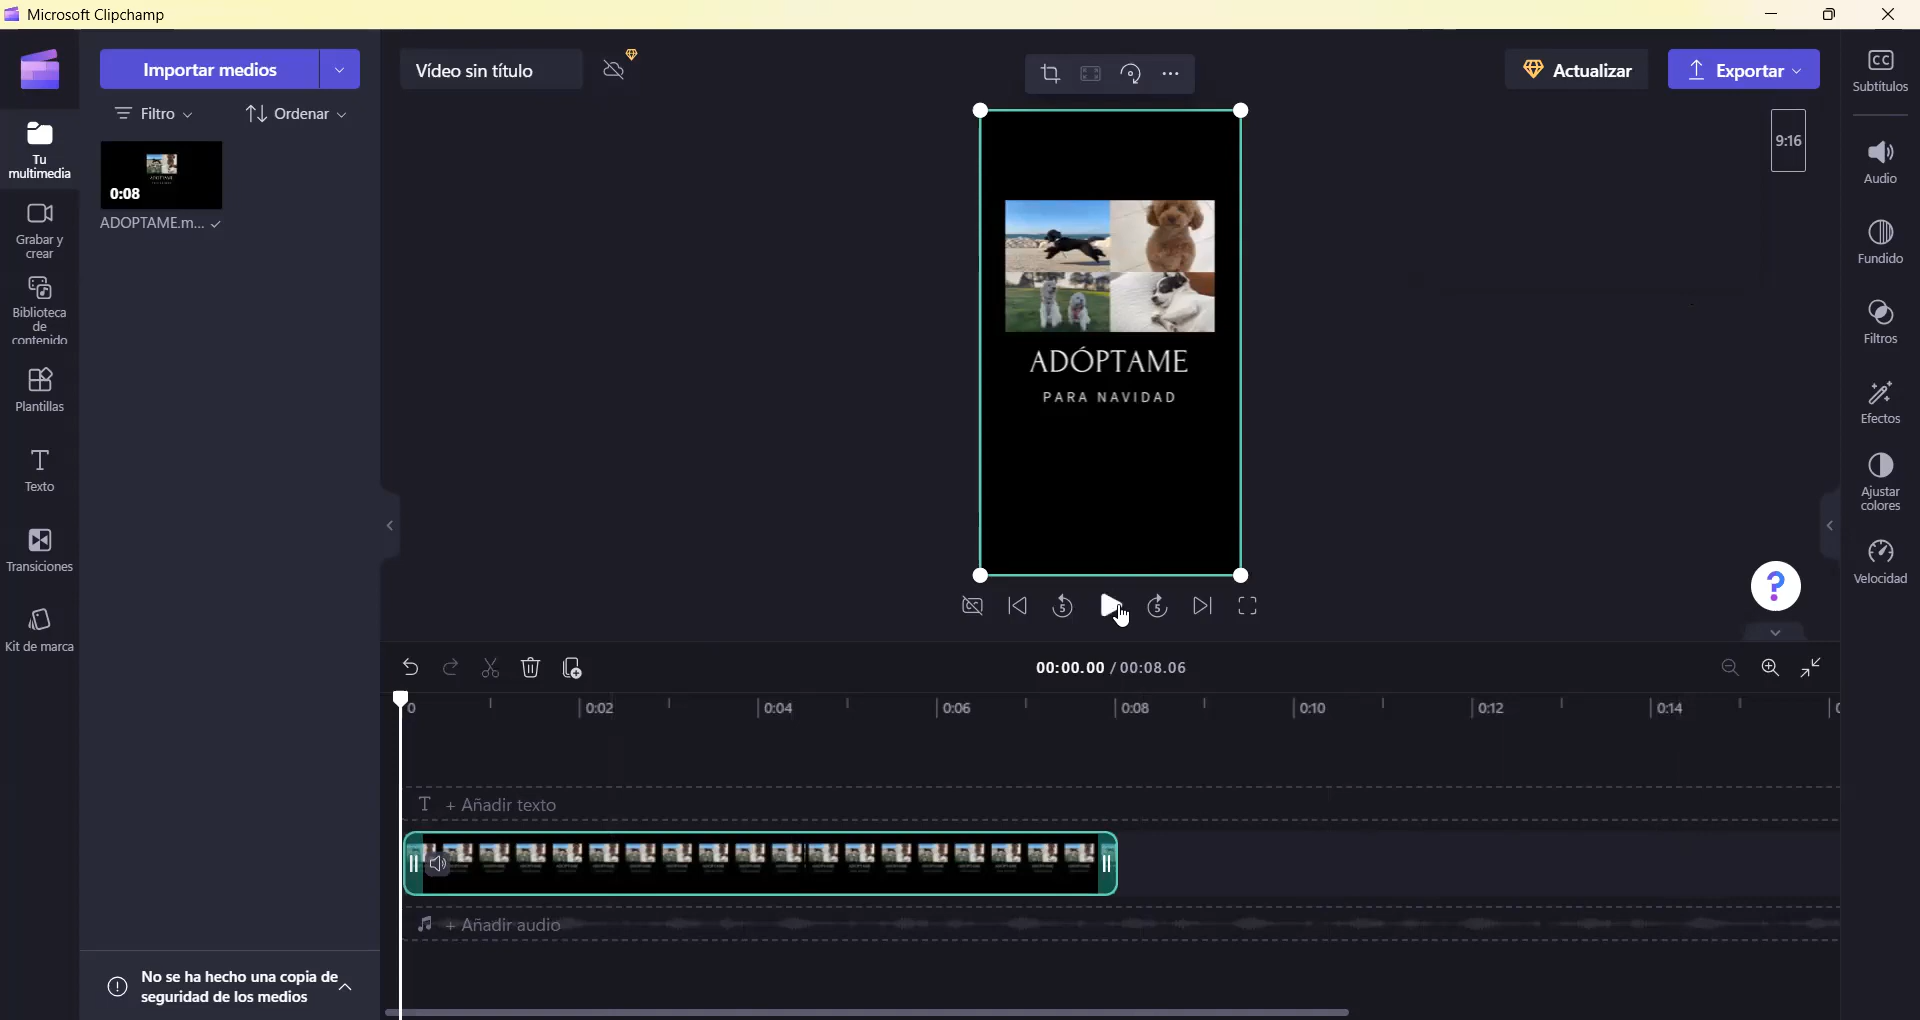 Microsoft Clipchamp
Importar medios
Vídeo sin título
Actualizar
Exportar
Subtítulos
Filtro
Ordenar
9:16
Tu
multimedia
0:08
ADOPTAME.m...
Audio
Grabar y
crear
Fundido
Biblioteca
de
contenido
Filtros
ADÓPTAME
PARA NAVIDAD
Plantillas
Efectos
Texto
Ajustar
colores
Transiciones
Velocidad
?
5
5
Kit de marca
00:00.00 / 00:08.06
0
0:02
0:04
0:06
0:08
0:10
0:12
0:14
T + Añadir texto
+ Añadir audio
No se ha hecho una copia de
seguridad de los medios